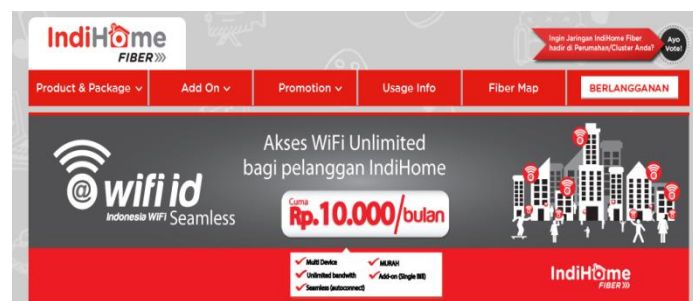 IndiHome
FIBER
Ingin Jaringan IndiHome Fiber
hadir di Perumahan/Cluster Anda?
Ayo
Vote!
Product & Package
Add On
Promotion
Usage Info
Fiber Map
BERLANGGANAN
@wifi id
Indonesia WiFi Seamless
Akses WiFi Unlimited
bagi pelanggan IndiHome
Cuma
Rp.10.000/bulan
Multi Device
Unlimited bandwith
Seamless (autoconnect)
MURAH
Add-on (Single Bill)
IndiHome
FIBER